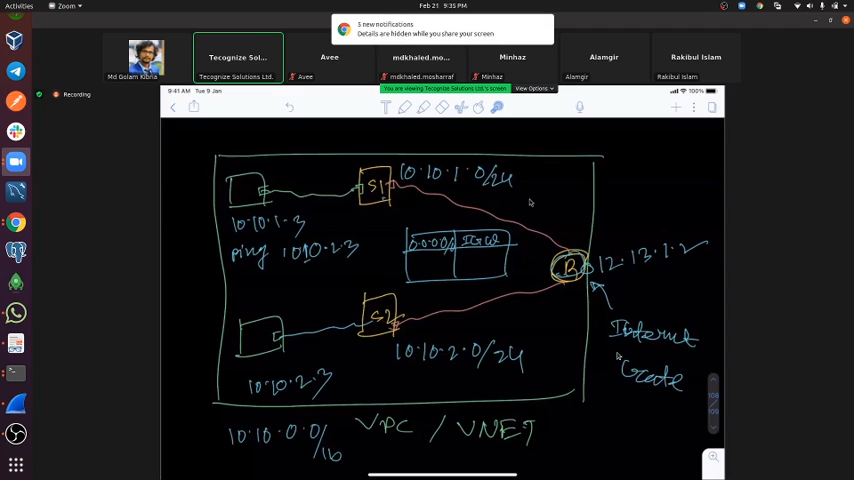 Activities
Zoom
Feb 21 9:35 PM
3 new notifications
Details are hidden while you share your screen
Md Golam Kibria
Tecognize Sol...
Tecognize Solutions Ltd.
Avee
Avee
mdkhaled.mo...
mdkhaled.mosharraf
Minhaz
Minhaz
Alamgir
Alamgir
Rakibul Islam
Rakibul Islam
You are viewing Tecognize Solutions Ltd.'s screen
View Options
Recording
9:41 AM Tue 9 Jan
100%
S1
10.10.1.0/24
10.10.1.3
ping 1010.2.3
0.0.0.0/
IGW
R
12.13.1.2
S2
10.10.2.0/24
Internet
10.10.2.3
10.10.0.0/16
VPC / VNET
108
109